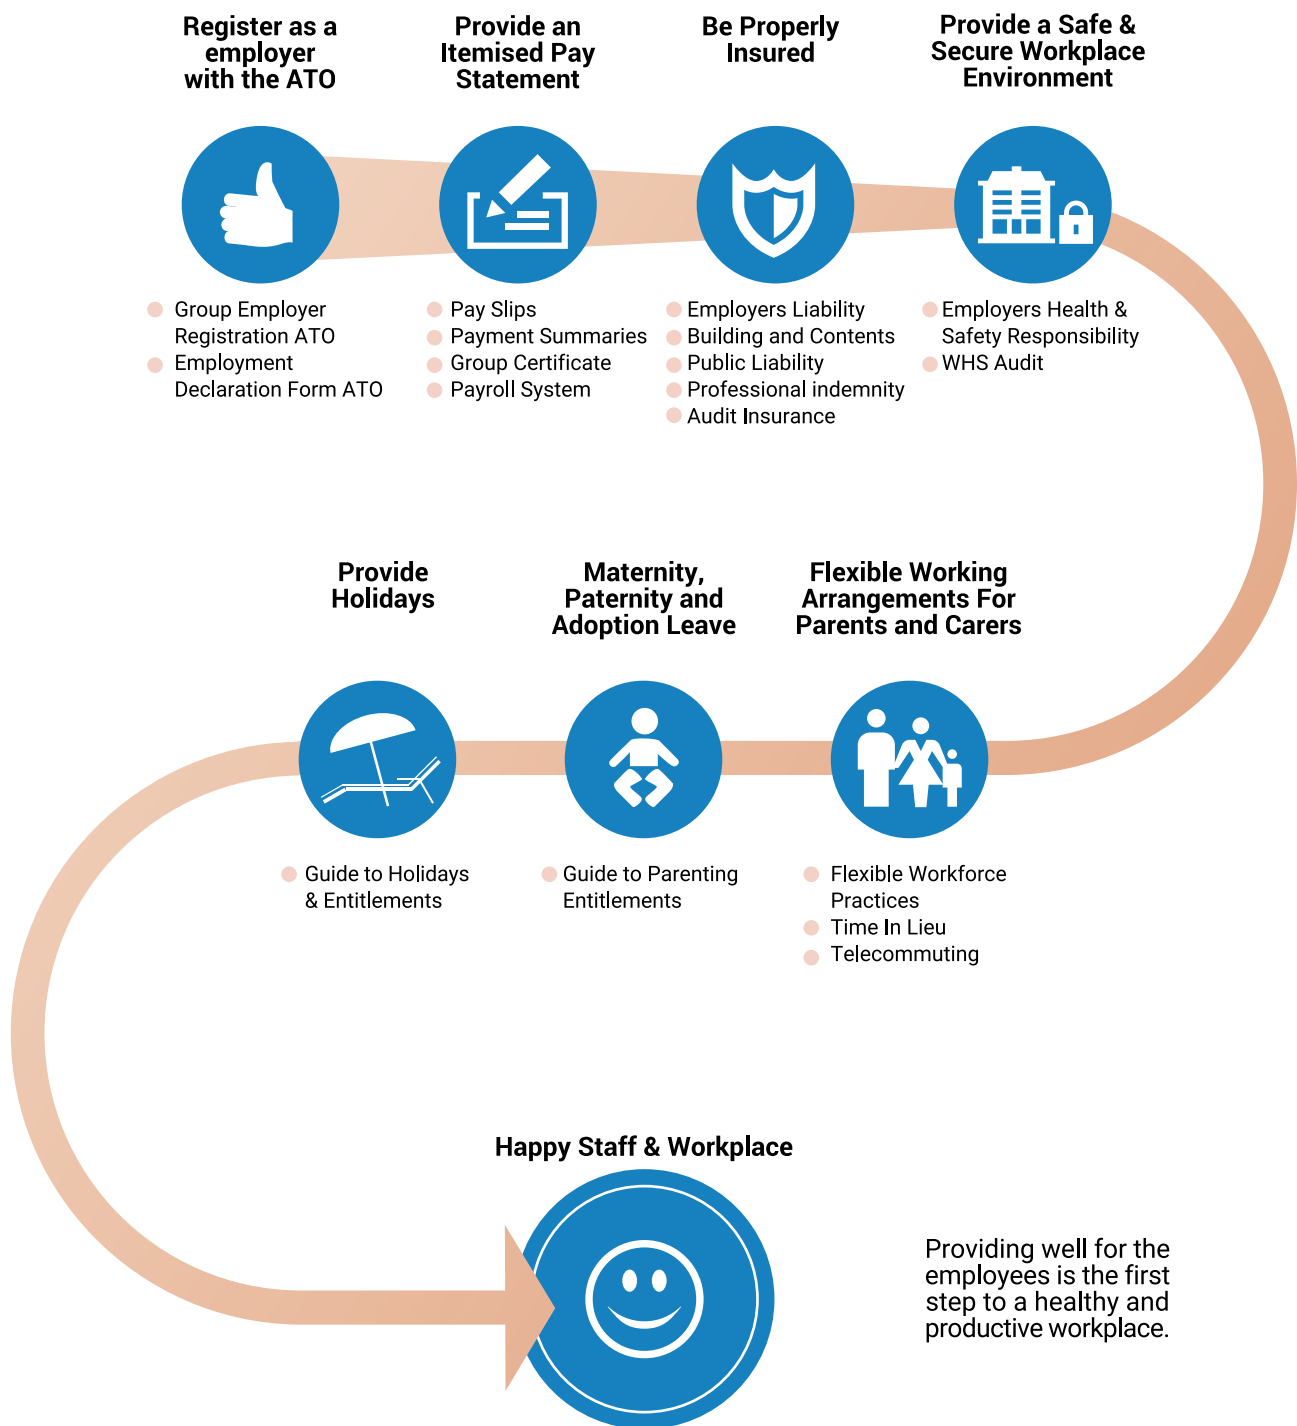 Register as a
employer
with the ATO
Provide an
Itemised Pay
Statement
Be Properly
Insured
Provide a Safe &
Secure Workplace
Environment
Group Employer
Registration ATO
Employment
Declaration Form ATO
Pay Slips
Payment Summaries
Group Certificate
Payroll System
Employers Liability
Building and Contents
Public Liability
Professional indemnity
Audit Insurance
Employers Health &
Safety Responsibility
WHS Audit
Provide
Holidays
Maternity,
Paternity and
Adoption Leave
Flexible Working
Arrangements For
Parents and Carers
Guide to Holidays
& Entitlements
Guide to Parenting
Entitlements
Flexible Workforce
Practices
Time In Lieu
Telecommuting
Happy Staff & Workplace
Providing well for the
employees is the first
step to a healthy and
productive workplace.